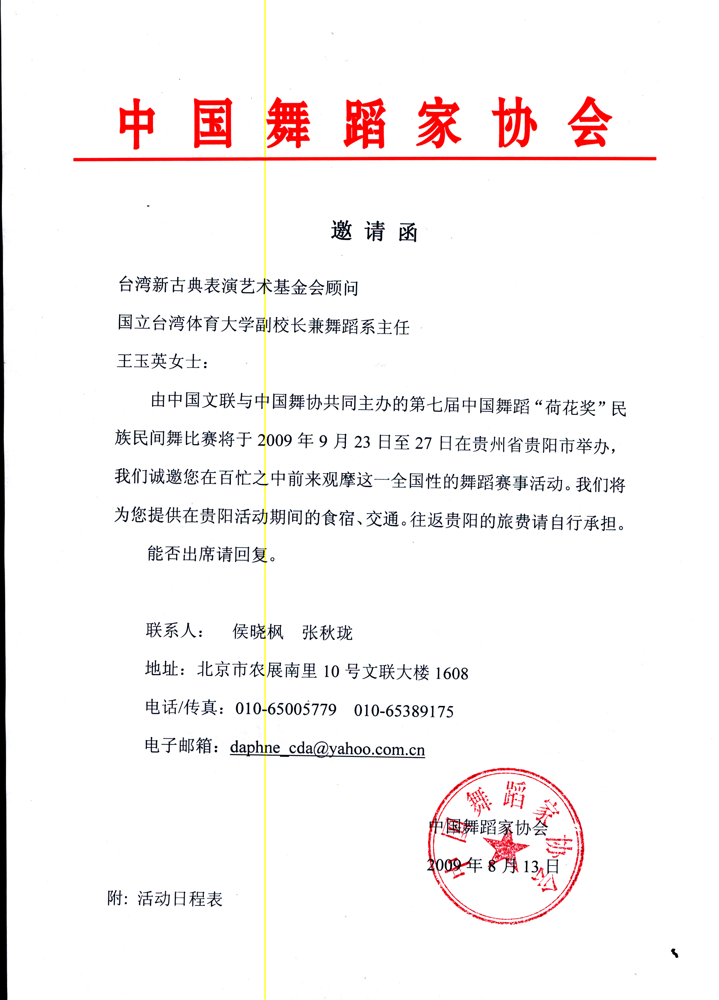 中国舞蹈家协会
邀请函
台湾新古典表演艺术基金会顾问
国立台湾体育大学副校长兼舞蹈系主任
王玉英女士：
由中国文联与中国舞协共同主办的第七届中国舞蹈“荷花奖”民
族民间舞比赛将于 2009 年 9 月 23 日至 27 日在贵州省贵阳市举办，
我们诚邀您在百忙之中前来观摩这一全国性的舞蹈赛事活动。我们将
为您提供在贵阳活动期间的食宿、交通。往返贵阳的旅费请自行承担。
能否出席请回复。
联系人： 侯晓枫 张秋珑
地址：北京市农展南里 10 号文联大楼 1608
电话/传真：010-65005779 010-65389175
电子邮箱：daphne_cda@yahoo.com.cn
中国舞蹈家协会
中国舞蹈家协会
2009 年 8 月 13 日
附: 活动日程表